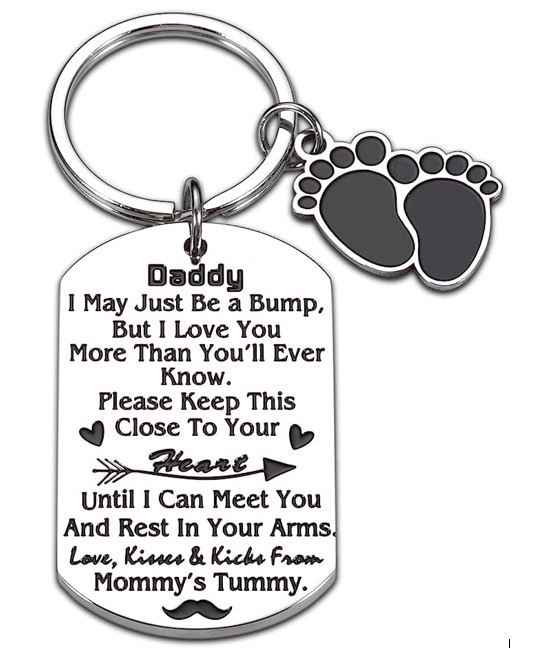 Daddy
I May Just Be a Bump,
But I Love You
More Than You'll Ever
Know.
Please Keep This
Close To Your
Heart
Until I Can Meet You
And Rest In Your Arms.
Love, Kisses & Kicks From
Mommy's Tummy.